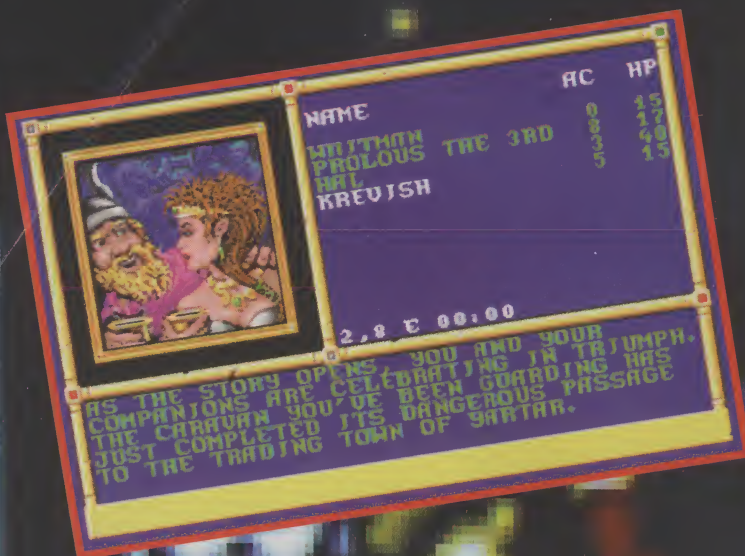 NAME AC HP
0 15
PROLOUS THE 3RD 8 17
HAL 3 40
KREVISH 5 15
2,8 E 00:00
AS THE STORY OPENS, YOU AND YOUR
COMPANIONS ARE CELEBRATING IN TRIUMPH.
THE CARAVAN YOU'VE BEEN GUARDING HAS
JUST COMPLETED ITS DANGEROUS PASSAGE
TO THE TRADING TOWN OF YARTAR.